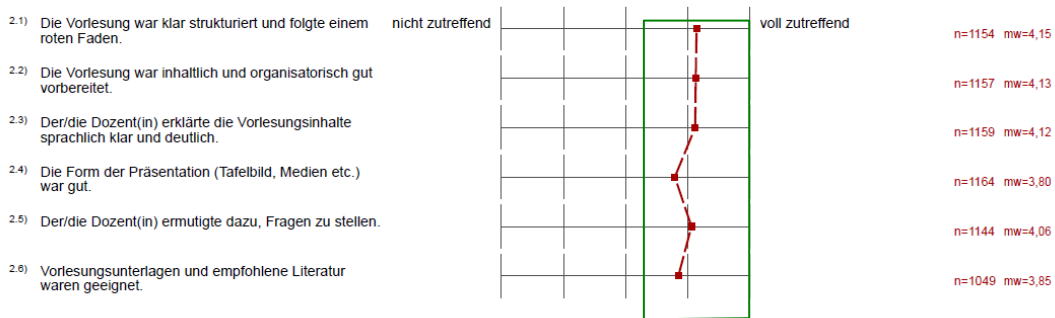 2.1) Die Vorlesung war klar strukturiert und folgte einem
roten Faden.
nicht zutreffend
voll zutreffend
n=1154 mw=4,15
2.2) Die Vorlesung war inhaltlich und organisatorisch gut
vorbereitet.
n=1157 mw=4,13
2.3) Der/die Dozent(in) erklärte die Vorlesungsinhalte
sprachlich klar und deutlich.
n=1159 mw=4,12
2.4) Die Form der Präsentation (Tafelbild, Medien etc.)
war gut.
n=1164 mw=3,80
2.5) Der/die Dozent(in) ermutigte dazu, Fragen zu stellen.
n=1144 mw=4,06
2.6) Vorlesungsunterlagen und empfohlene Literatur
waren geeignet.
n=1049 mw=3,85